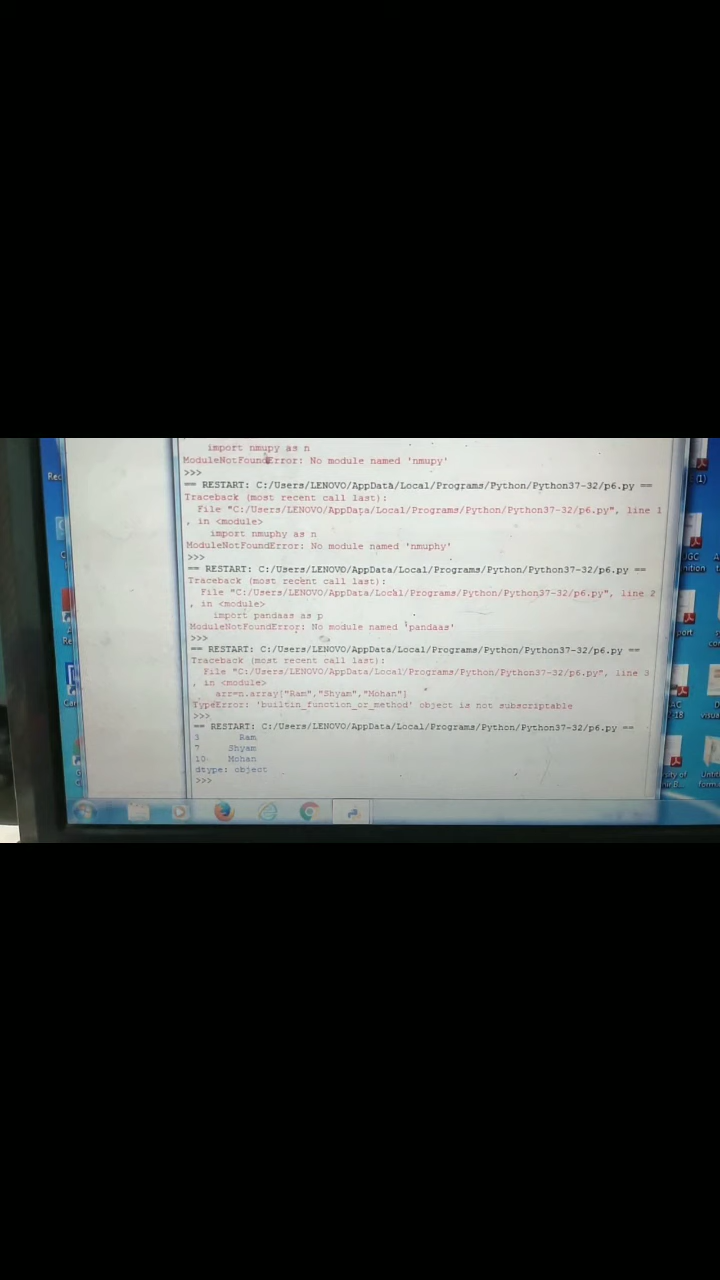 import nmupy as n
ModuleNotFoundError: No module named 'nmupy'
>>>
== RESTART: C:/Users/LENOVO/AppData/Local/Programs/Python/Python37-32/p6.py ==
Traceback (most recent call last):
File "C:/Users/LENOVO/AppData/Local/Programs/Python/Python37-32/p6.py", line 1
, in <module>
import nmuphy as n
ModuleNotFoundError: No module named 'nmuphy'
>>>
== RESTART: C:/Users/LENOVO/AppData/Local/Programs/Python/Python37-32/p6.py ==
Traceback (most recent call last):
File "C:/Users/LENOVO/AppData/Local/Programs/Python/Python37-32/p6.py", line 2
, in <module>
import pandaas as p
ModuleNotFoundError: No module named 'pandaas'
>>>
== RESTART: C:/Users/LENOVO/AppData/Local/Programs/Python/Python37-32/p6.py ==
Traceback (most recent call last):
File "C:/Users/LENOVO/AppData/Local/Programs/Python/Python37-32/p6.py", line 3
, in <module>
arr=n.array["Ram","Shyam","Mohan"]
TypeError: 'builtin_function_or_method' object is not subscriptable
>>>
== RESTART: C:/Users/LENOVO/AppData/Local/Programs/Python/Python37-32/p6.py ==
3 Ram
7 Shyam
10 Mohan
dtype: object
>>>